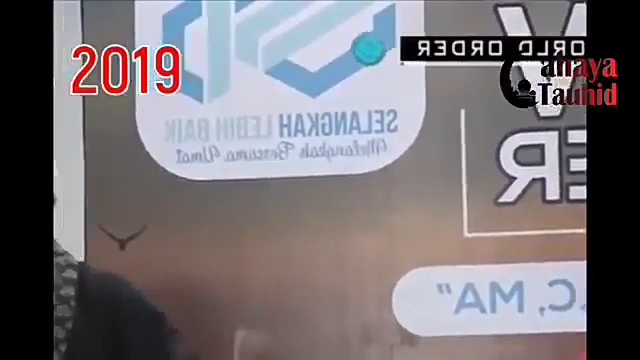 2019
ORLD ORDER
Cahaya
Tauhid
SELANGKAH LEBIH BAIK
Melangkah Bersama Umat
W
ER
.C, MA"